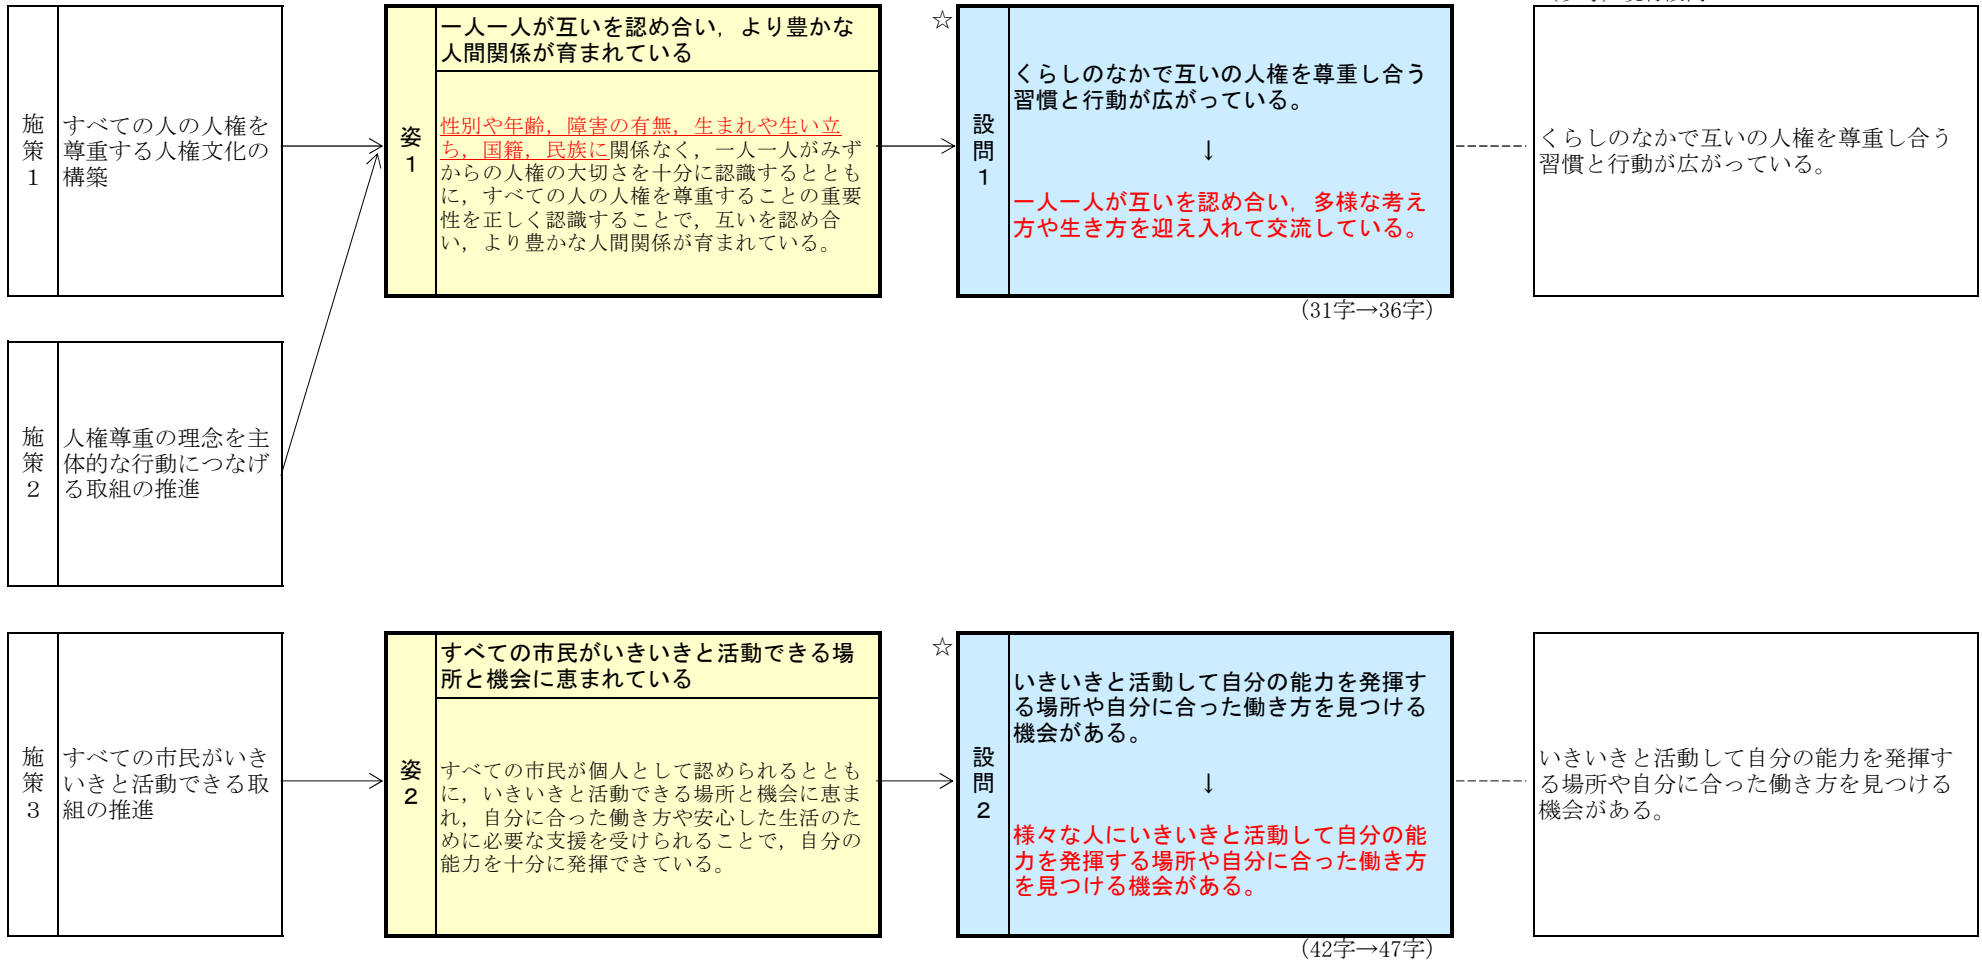 施策1
すべての人の人権を
尊重する人権文化の
構築
姿1
一人一人が互いを認め合い，より豊かな
人間関係が育まれている
性別や年齢，障害の有無，生まれや生い立
ち，国籍，民族に関係なく，一人一人がみず
からの人権の大切さを十分に認識するととも
に，すべての人の人権を尊重することの重要
性を正しく認識することで，互いを認め合
い，より豊かな人間関係が育まれている。
☆
設問1
くらしのなかで互いの人権を尊重し合う
習慣と行動が広がっている。
↓
一人一人が互いを認め合い，多様な考え
方や生き方を迎え入れて交流している。
(31字→36字)
くらしのなかで互いの人権を尊重し合う
習慣と行動が広がっている。
施策2
人権尊重の理念を主
体的な行動につなげ
る取組の推進
施策3
すべての市民がいき
いきと活動できる取
組の推進
姿2
すべての市民がいきいきと活動できる場
所と機会に恵まれている
すべての市民が個人として認められるととも
に，いきいきと活動できる場所と機会に恵ま
れ，自分に合った働き方や安心した生活のた
めに必要な支援を受けられることで，自分の
能力を十分に発揮できている。
☆
設問2
いきいきと活動して自分の能力を発揮す
る場所や自分に合った働き方を見つける
機会がある。
↓
様々な人にいきいきと活動して自分の能
力を発揮する場所や自分に合った働き方
を見つける機会がある。
(42字→47字)
いきいきと活動して自分の能力を発揮す
る場所や自分に合った働き方を見つける
機会がある。